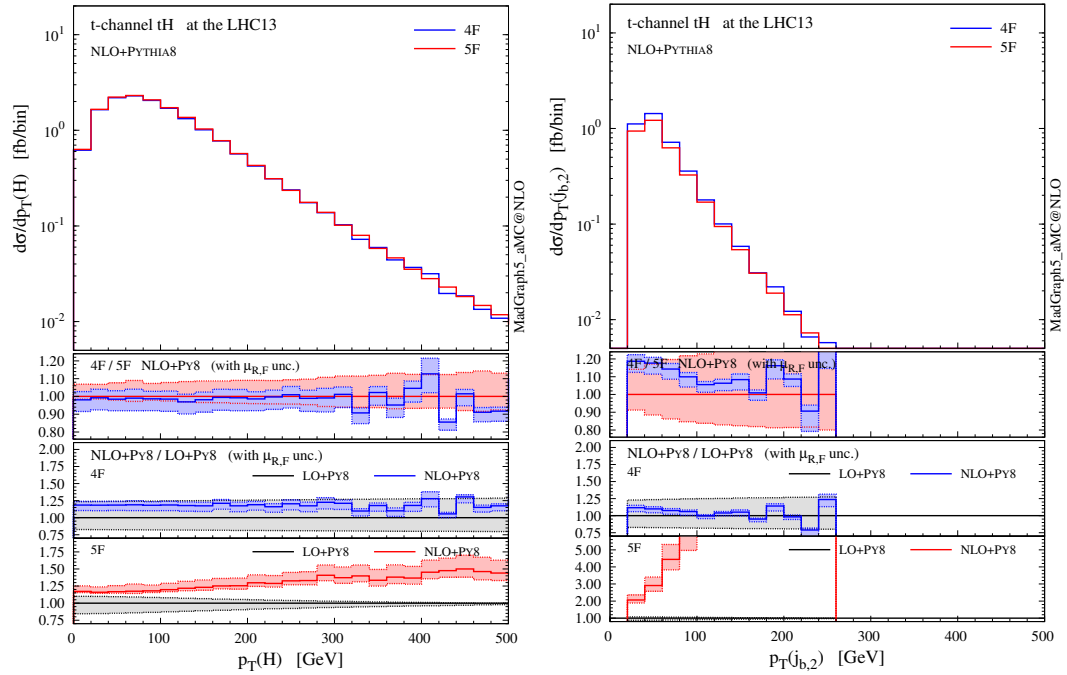 t-channel tH at the LHC13
NLO+PYTHIA8
4F
5F
10^1
10^0
10^-1
10^-2
dσ/dp_T(H) [fb/bin]
MadGraph5_aMC@NLO
4F / 5F NLO+PY8 (with μ_R,F unc.)
1.20
1.10
1.00
0.90
0.80
NLO+PY8 / LO+PY8 (with μ_R,F unc.)
4F
LO+PY8
NLO+PY8
2.00
1.75
1.50
1.25
1.00
0.75
5F
LO+PY8
NLO+PY8
1.50
1.25
1.00
0.75
0 100 200 300 400 500
p_T(H) [GeV]
t-channel tH at the LHC13
NLO+PYTHIA8
4F
5F
10^1
10^0
10^-1
10^-2
dσ/dp_T(j_b,2) [fb/bin]
MadGraph5_aMC@NLO
4F / 5F NLO+PY8 (with μ_R,F unc.)
1.20
1.10
1.00
0.90
0.80
NLO+PY8 / LO+PY8 (with μ_R,F unc.)
4F
LO+PY8
NLO+PY8
2.00
1.75
1.50
1.25
1.00
0.75
5F
LO+PY8
NLO+PY8
5.00
4.00
3.00
2.00
1.00
0 100 200 300 400 500
p_T(j_b,2) [GeV]